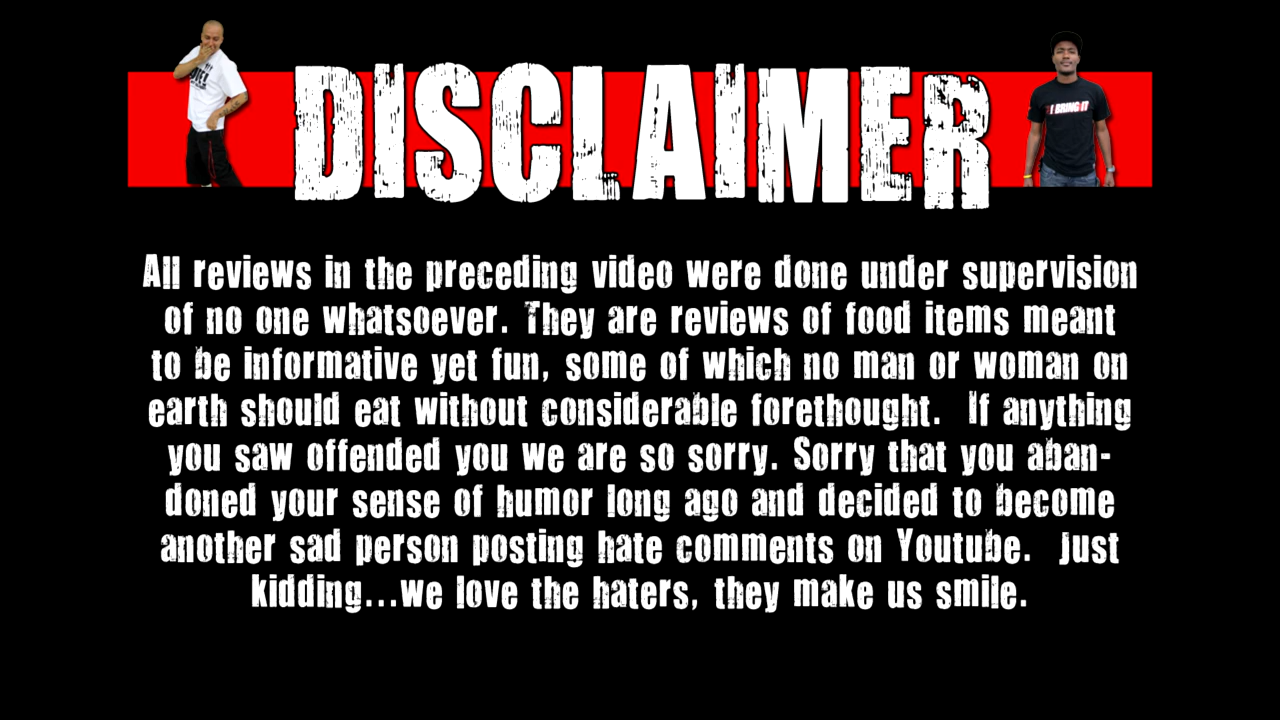 DISCLAIMER
I BRING IT
All reviews in the preceding video were done under supervision
of no one whatsoever. They are reviews of food items meant
to be informative yet fun, some of which no man or woman on
earth should eat without considerable forethought. If anything
you saw offended you we are so sorry. Sorry that you aban-
doned your sense of humor long ago and decided to become
another sad person posting hate comments on Youtube. Just
kidding...we love the haters, they make us smile.